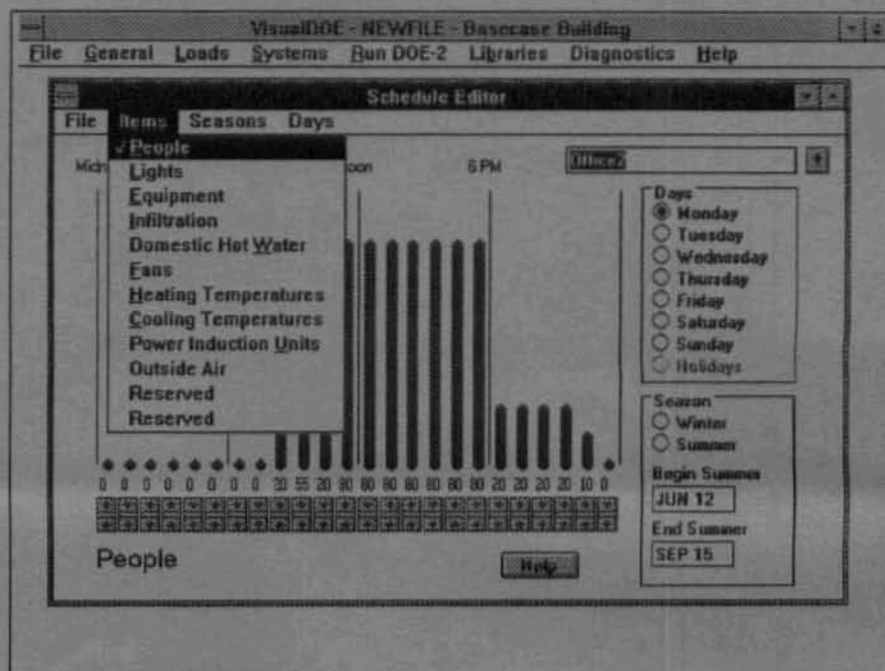 VisualDOE - NEWFILE - Basecase Building
File General Loads Systems Run DOE-2 Libraries Diagnostics Help
Schedule Editor
File Items Seasons Days
✓ People
Lights
Equipment
Infiltration
Domestic Hot Water
Fans
Heating Temperatures
Cooling Temperatures
Power Induction Units
Outside Air
Reserved
Reserved
Midn
oon
6 PM
Office2
Days
Monday
Tuesday
Wednesday
Thursday
Friday
Saturday
Sunday
Holidays
Season
Winter
Summer
Begin Summer
JUN 12
End Summer
SEP 15
0 0 0 0 0 0 0 0 55 20 80 80 80 80 80 80 20 20 20 20 10 0
People
Help